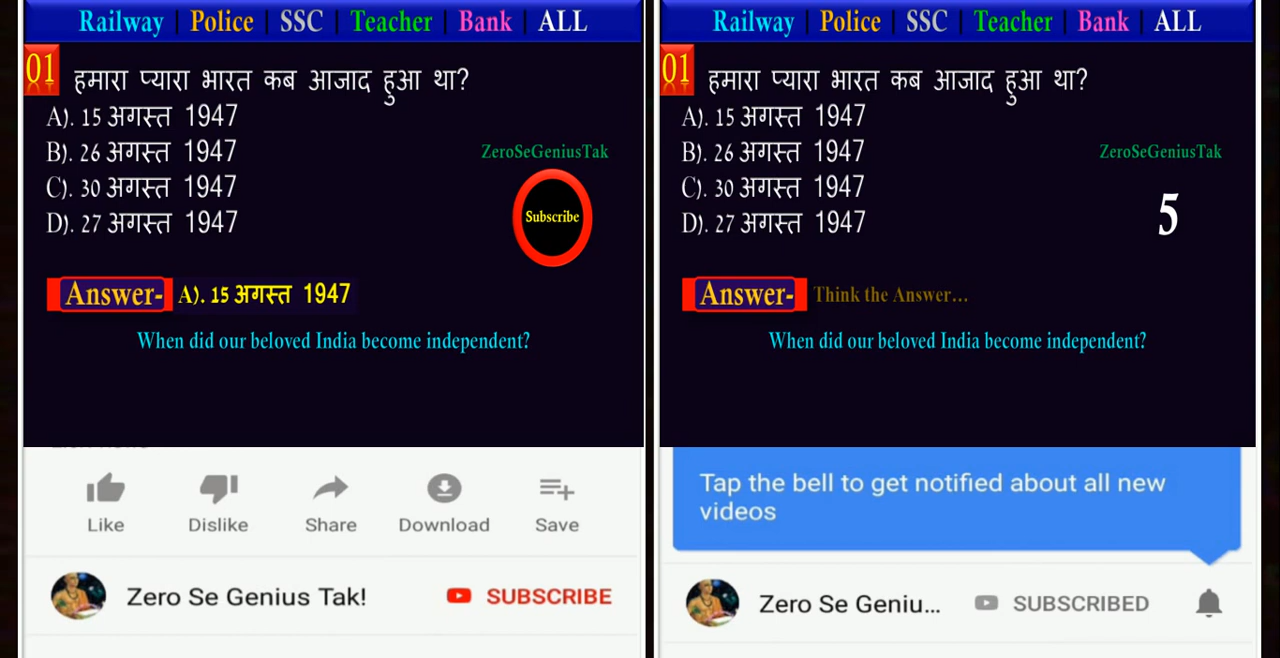 Railway | Police | SSC | Teacher | Bank | ALL
01 हमारा प्यारा भारत कब आजाद हुआ था?
A). 15 अगस्त 1947
B). 26 अगस्त 1947
ZeroSeGeniusTak
C). 30 अगस्त 1947
Subscribe
D). 27 अगस्त 1947
Answer- A). 15 अगस्त 1947
When did our beloved India become independent?
Like Dislike Share Download Save
Zero Se Genius Tak! SUBSCRIBE
Railway | Police | SSC | Teacher | Bank | ALL
01 हमारा प्यारा भारत कब आजाद हुआ था?
A). 15 अगस्त 1947
B). 26 अगस्त 1947
ZeroSeGeniusTak
C). 30 अगस्त 1947
5
D). 27 अगस्त 1947
Answer- Think the Answer...
When did our beloved India become independent?
Tap the bell to get notified about all new
videos
Zero Se Geniu... SUBSCRIBED